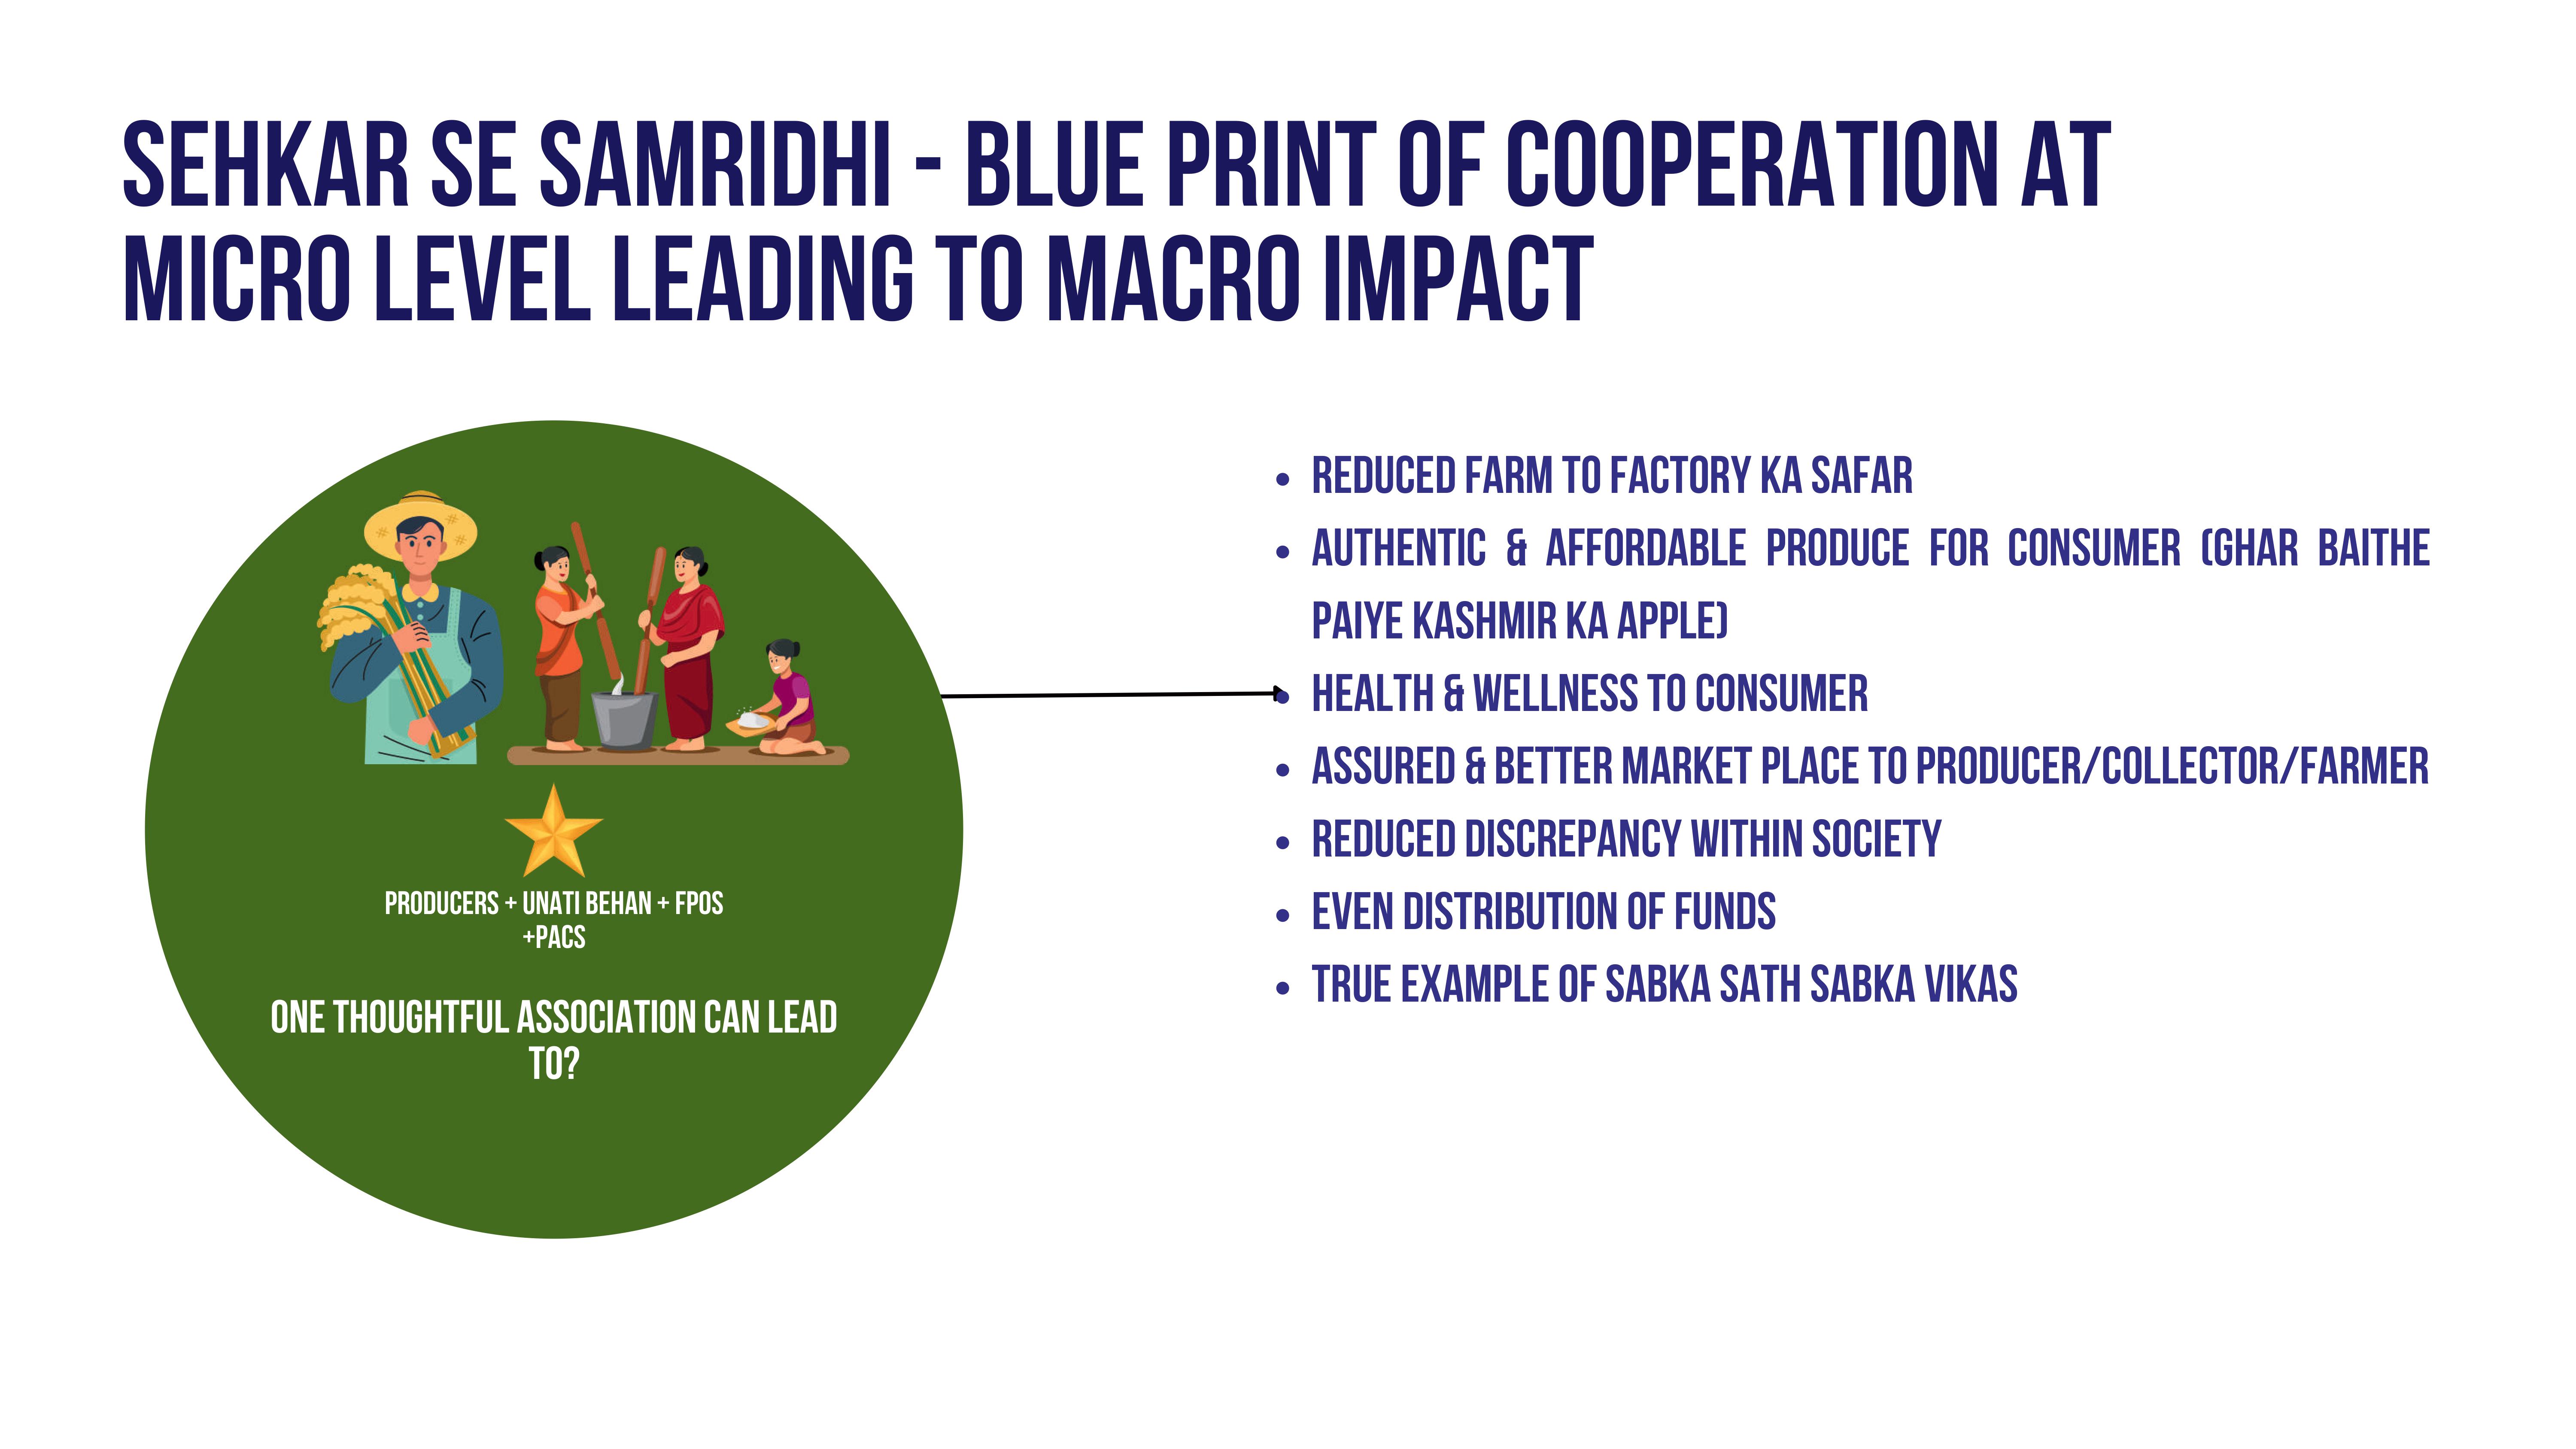 SEHKAR SE SAMRIDHI - BLUE PRINT OF COOPERATION AT
MICRO LEVEL LEADING TO MACRO IMPACT
PRODUCERS + UNATI BEHAN + FPOS
+PACS
ONE THOUGHTFUL ASSOCIATION CAN LEAD
TO?
• REDUCED FARM TO FACTORY KA SAFAR
• AUTHENTIC & AFFORDABLE PRODUCE FOR CONSUMER (GHAR BAITHE
PAIYE KASHMIR KA APPLE)
• HEALTH & WELLNESS TO CONSUMER
• ASSURED & BETTER MARKET PLACE TO PRODUCER/COLLECTOR/FARMER
• REDUCED DISCREPANCY WITHIN SOCIETY
• EVEN DISTRIBUTION OF FUNDS
• TRUE EXAMPLE OF SABKA SATH SABKA VIKAS